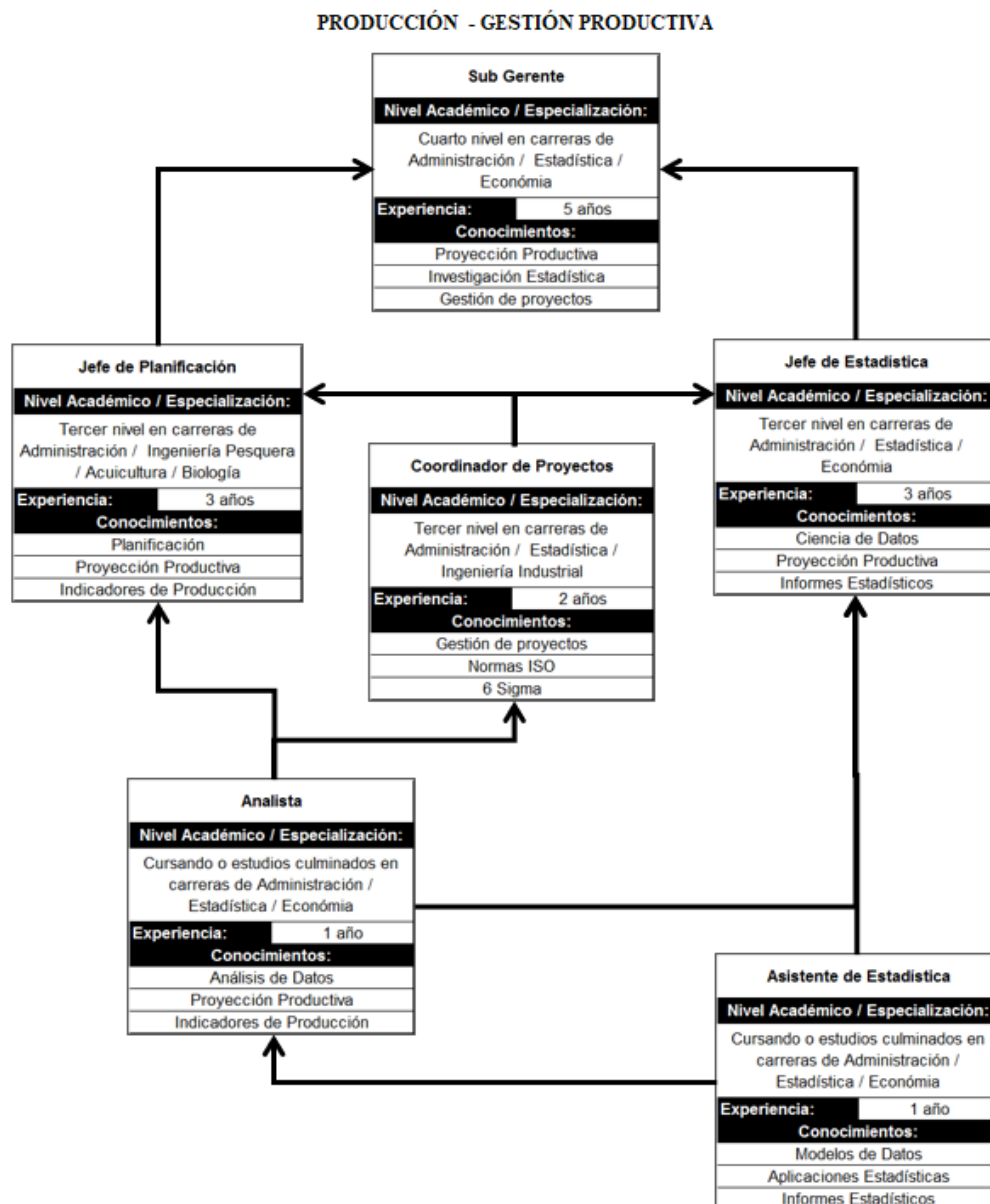 PRODUCCIÓN - GESTIÓN PRODUCTIVA
Sub Gerente
Nivel Académico / Especialización:
Cuarto nivel en carreras de
Administración / Estadística /
Económia
Experiencia: 5 años
Conocimientos:
Proyección Productiva
Investigación Estadística
Gestión de proyectos
Jefe de Planificación
Nivel Académico / Especialización:
Tercer nivel en carreras de
Administración / Ingeniería Pesquera
/ Acuicultura / Biología
Experiencia: 3 años
Conocimientos:
Planificación
Proyección Productiva
Indicadores de Producción
Coordinador de Proyectos
Nivel Académico / Especialización:
Tercer nivel en carreras de
Administración / Estadística /
Ingeniería Industrial
Experiencia: 2 años
Conocimientos:
Gestión de proyectos
Normas ISO
6 Sigma
Jefe de Estadística
Nivel Académico / Especialización:
Tercer nivel en carreras de
Administración / Estadística /
Económia
Experiencia: 3 años
Conocimientos:
Ciencia de Datos
Proyección Productiva
Informes Estadísticos
Analista
Nivel Académico / Especialización:
Cursando o estudios culminados en
carreras de Administración /
Estadística / Económia
Experiencia: 1 año
Conocimientos:
Análisis de Datos
Proyección Productiva
Indicadores de Producción
Asistente de Estadística
Nivel Académico / Especialización:
Cursando o estudios culminados en
carreras de Administración /
Estadística / Económia
Experiencia: 1 año
Conocimientos:
Modelos de Datos
Aplicaciones Estadísticas
Informes Estadísticos